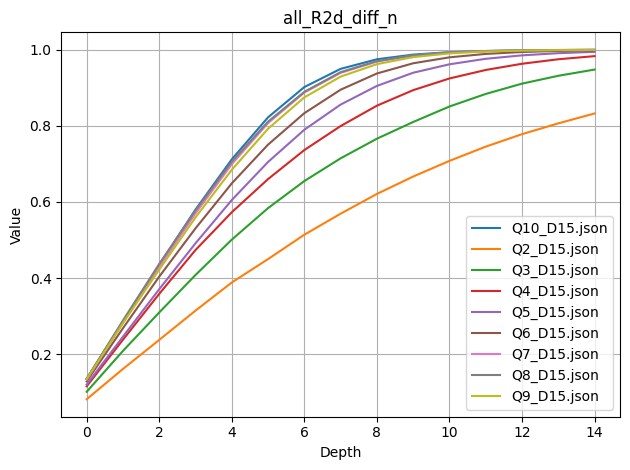 all_R2d_diff_n
Value
1.0
0.8
0.6
0.4
0.2
Q10_D15.json
Q2_D15.json
Q3_D15.json
Q4_D15.json
Q5_D15.json
Q6_D15.json
Q7_D15.json
Q8_D15.json
Q9_D15.json
0 2 4 6 8 10 12 14
Depth